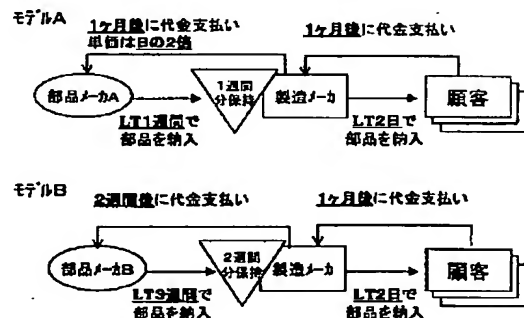 モデルA
1ヶ月後に代金支払い
単価はBの2倍
1ヶ月後に代金支払い
部品メーカA
1週間
分保持
製造メーカ
顧客
LT1週間で
部品を納入
LT2日で
部品を納入
モデルB
2週間後に代金支払い
1ヶ月後に代金支払い
部品メーカB
2週間
分保持
製造メーカ
顧客
LT3週間で
部品を納入
LT2日で
部品を納入